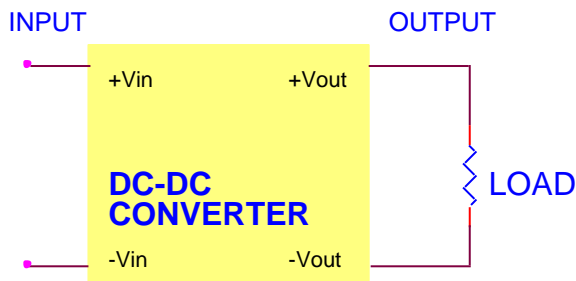 INPUT OUTPUT
+Vin +Vout
DC-DC
CONVERTER
LOAD
-Vin -Vout